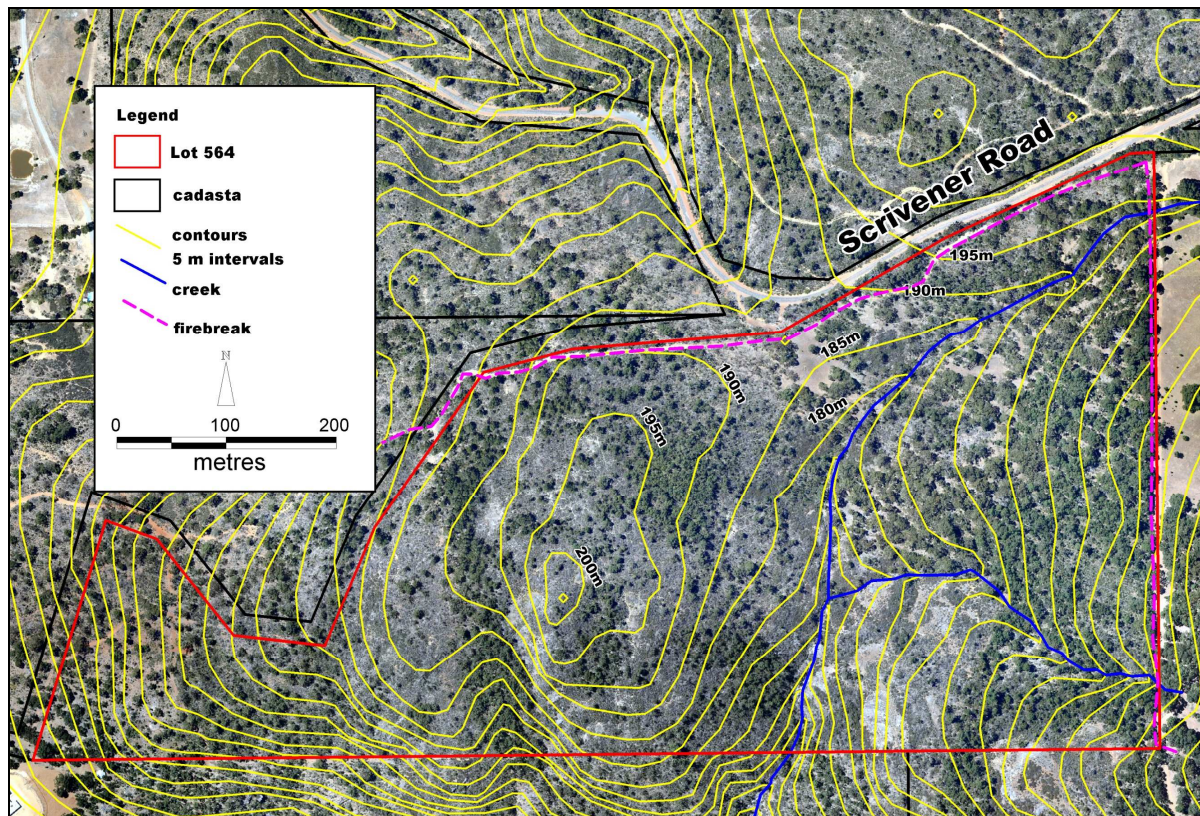 Legend
Lot 564
cadasta
contours
5 m intervals
creek
firebreak
N
0 100 200
metres
Scrivener Road
195m
190m
185m
180m
190m
195m
200m